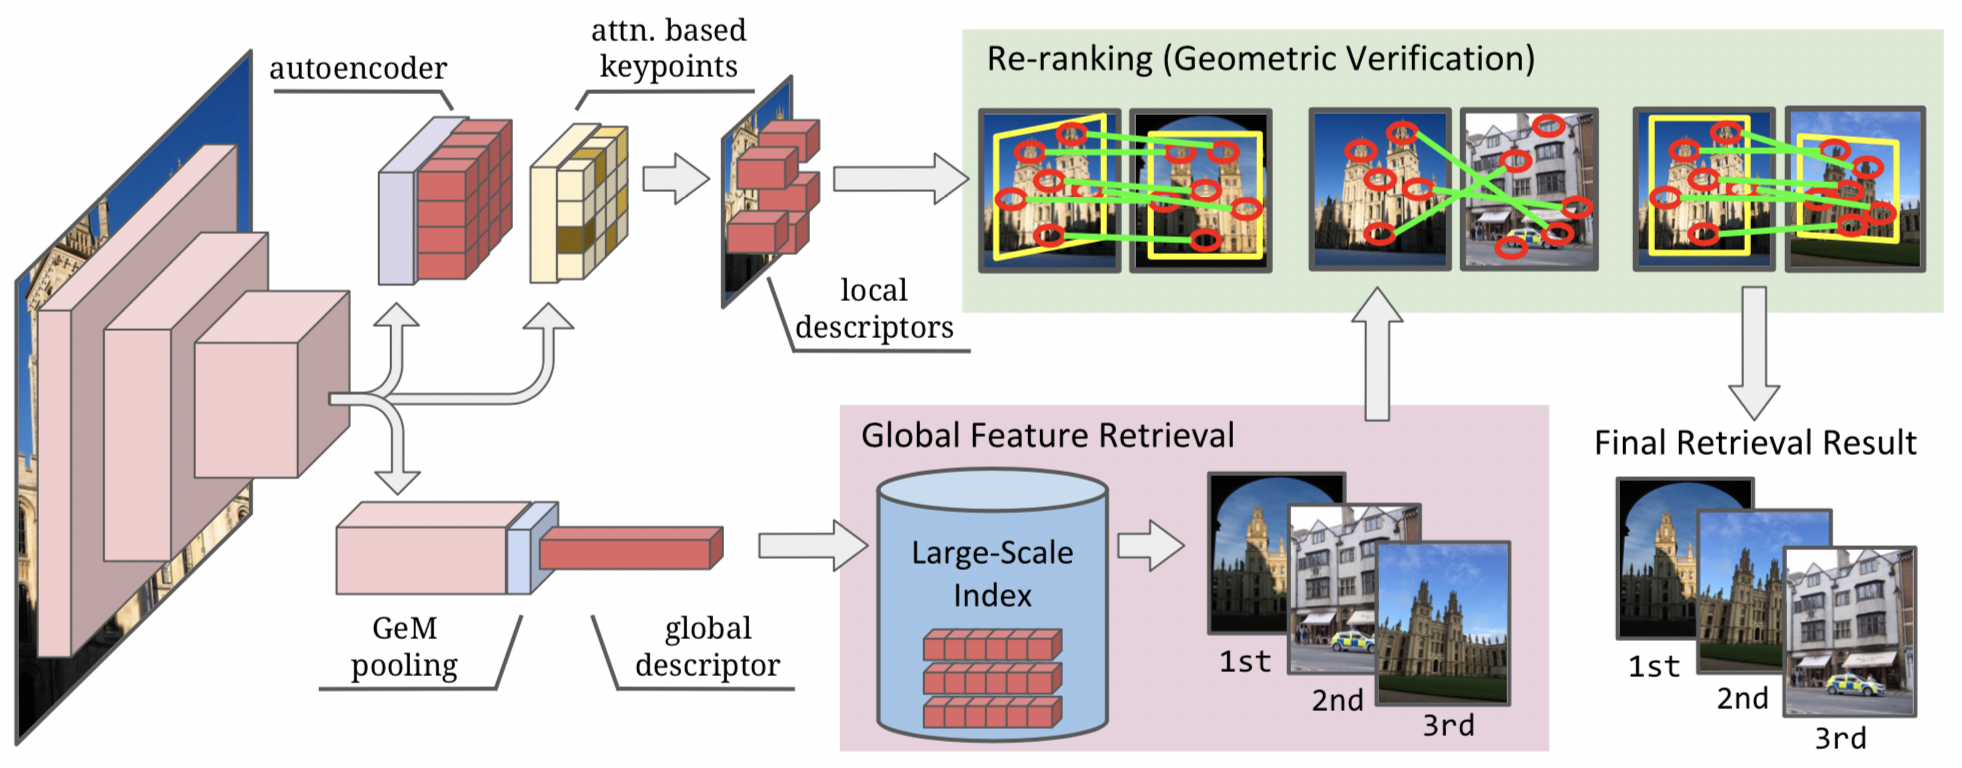 autoencoder
attn. based
keypoints
local
descriptors
Re-ranking (Geometric Verification)
GeM
pooling
global
descriptor
Global Feature Retrieval
Large-Scale
Index
1st
2nd
3rd
Final Retrieval Result
1st
2nd
3rd